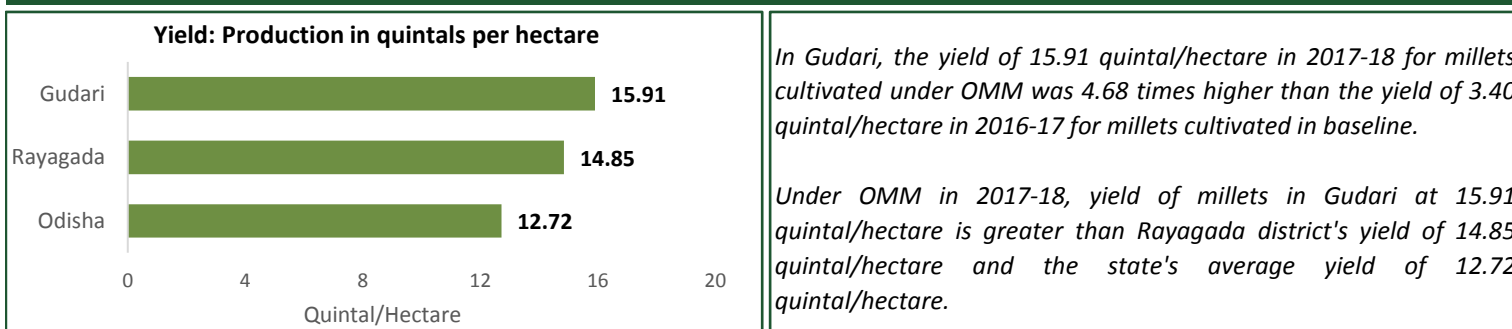 Yield: Production in quintals per hectare
Gudari
15.91
Rayagada
14.85
Odisha
12.72
0 4 8 12 16 20
Quintal/Hectare
In Gudari, the yield of 15.91 quintal/hectare in 2017-18 for millets
cultivated under OMM was 4.68 times higher than the yield of 3.40
quintal/hectare in 2016-17 for millets cultivated in baseline.
Under OMM in 2017-18, yield of millets in Gudari at 15.91
quintal/hectare is greater than Rayagada district's yield of 14.85
quintal/hectare and the state's average yield of 12.72
quintal/hectare.